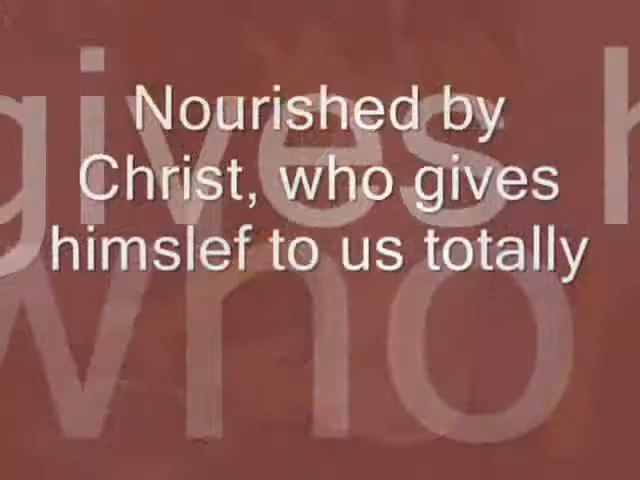 Nourished by
Christ, who gives
himslef to us totally
gives h
who